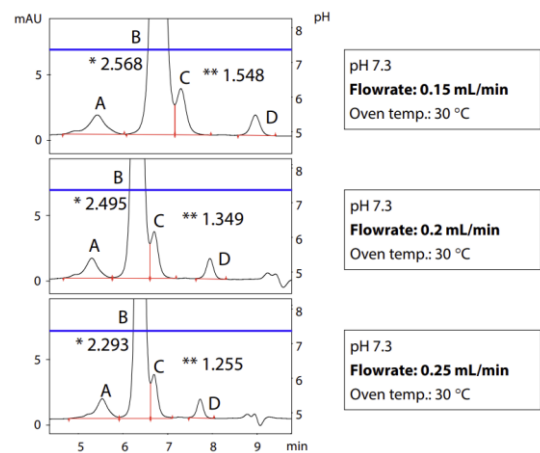 mAU
pH
B
* 2.568
** 1.548
A
C
D
5
0
8
7
6
5
pH 7.3
Flowrate: 0.15 mL/min
Oven temp.: 30 °C
B
* 2.495
** 1.349
A
C
D
5
0
8
7
6
5
pH 7.3
Flowrate: 0.2 mL/min
Oven temp.: 30 °C
B
* 2.293
** 1.255
A
C
D
5
0
8
7
6
5
5 6 7 8 9 min
pH 7.3
Flowrate: 0.25 mL/min
Oven temp.: 30 °C